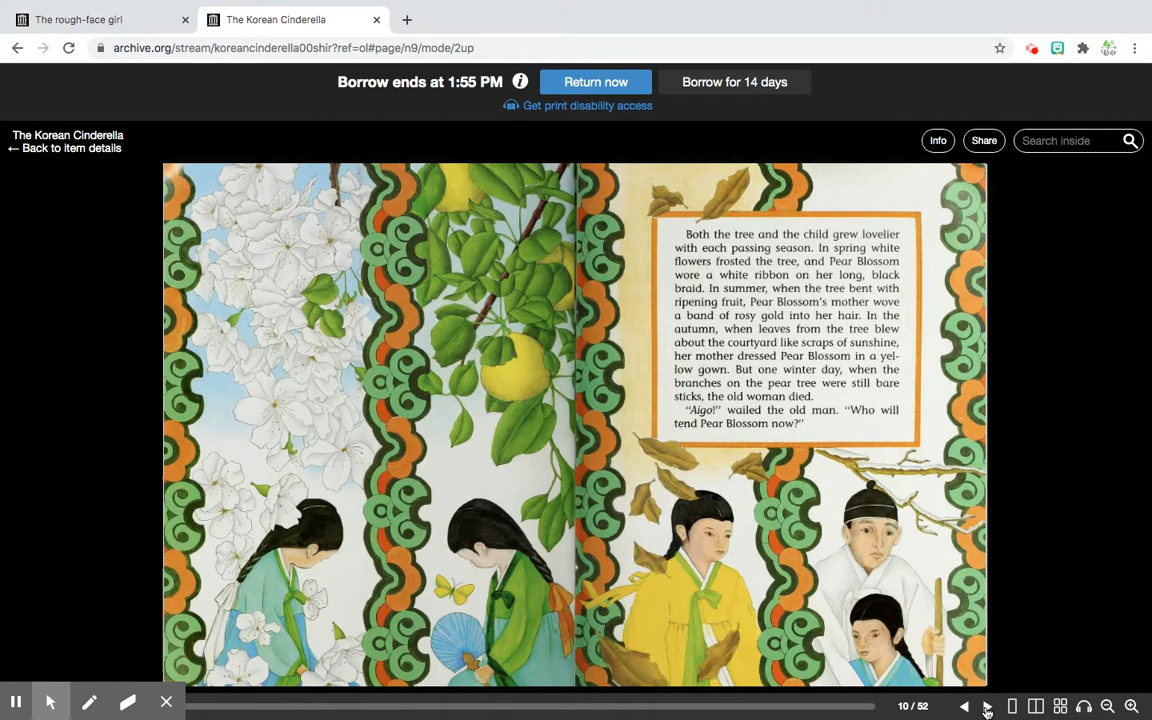 The rough-face girl
The Korean Cinderella
archive.org/stream/koreancinderella00shir?ref=ol#page/n9/mode/2up
Borrow ends at 1:55 PM
Return now
Borrow for 14 days
Get print disability access
The Korean Cinderella
← Back to item details
Info
Share
Search inside
Both the tree and the child grew lovelier
with each passing season. In spring white
flowers frosted the tree, and Pear Blossom
wore a white ribbon on her long, black
braid. In summer, when the tree bent with
ripening fruit, Pear Blossom's mother wove
a band of rosy gold into her hair. In the
autumn, when leaves from the tree blew
about the courtyard like scraps of sunshine,
her mother dressed Pear Blossom in a yel-
low gown. But one winter day, when the
branches on the pear tree were still bare
sticks, the old woman died.
"Aigo!" wailed the old man. "Who will
tend Pear Blossom now?"
10 / 52